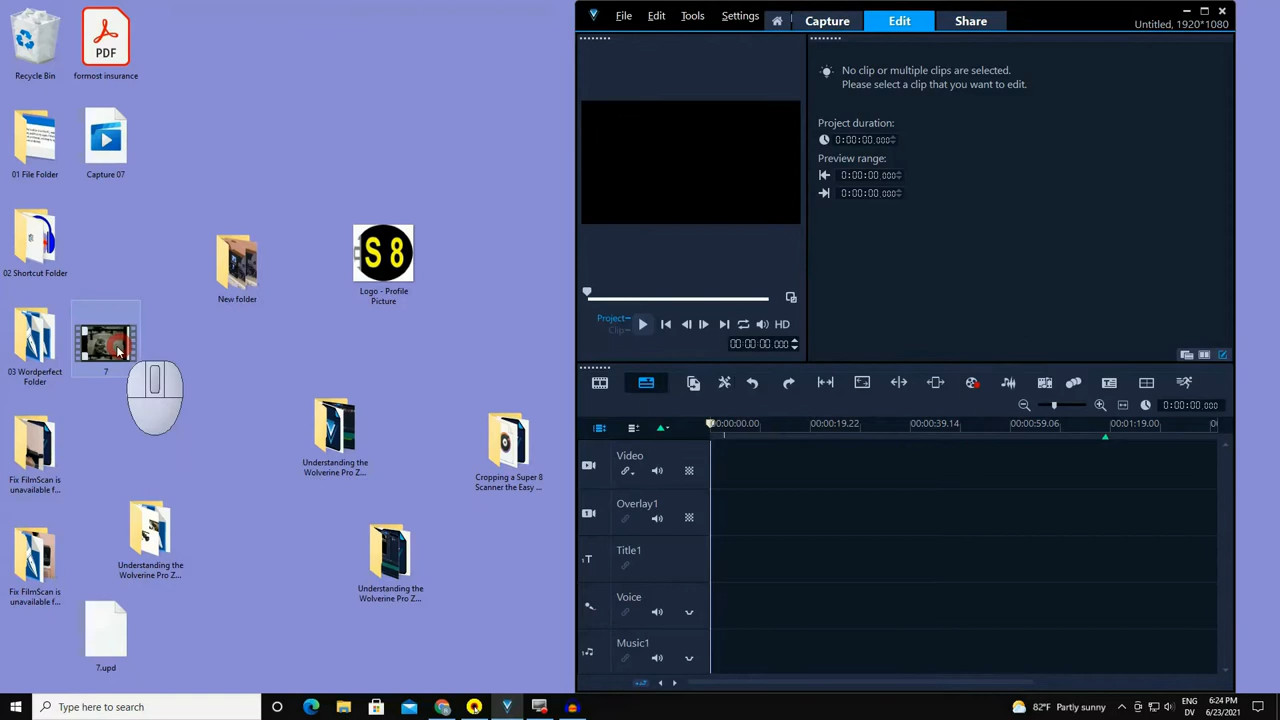 Recycle Bin
PDF
formost insurance
01 File Folder
Capture 07
02 Shortcut Folder
New folder
S 8
Logo - Profile
Picture
03 Wordperfect
Folder
7
Fix FilmScan is
unavailable f...
Understanding the
Wolverine Pro Z...
Cropping a Super 8
Scanner the Easy ...
Fix FilmScan is
unavailable f...
Understanding the
Wolverine Pro Z...
Understanding the
Wolverine Pro Z...
7.upd
File Edit Tools Settings
Capture Edit Share
Untitled, 1920*1080
No clip or multiple clips are selected.
Please select a clip that you want to edit.
Project duration:
0:00:00.000
Preview range:
0:00:00.000
0:00:00.000
Project
Clip
HD
00:00:00.000
0:00:00.000
00:00:00.00 00:00:19.22 00:00:39.14 00:00:59.06 00:01:19.00
Video
Overlay1
Title1
Voice
Music1
Type here to search
82°F Partly sunny
ENG
DV
6:24 PM
6/23/2021